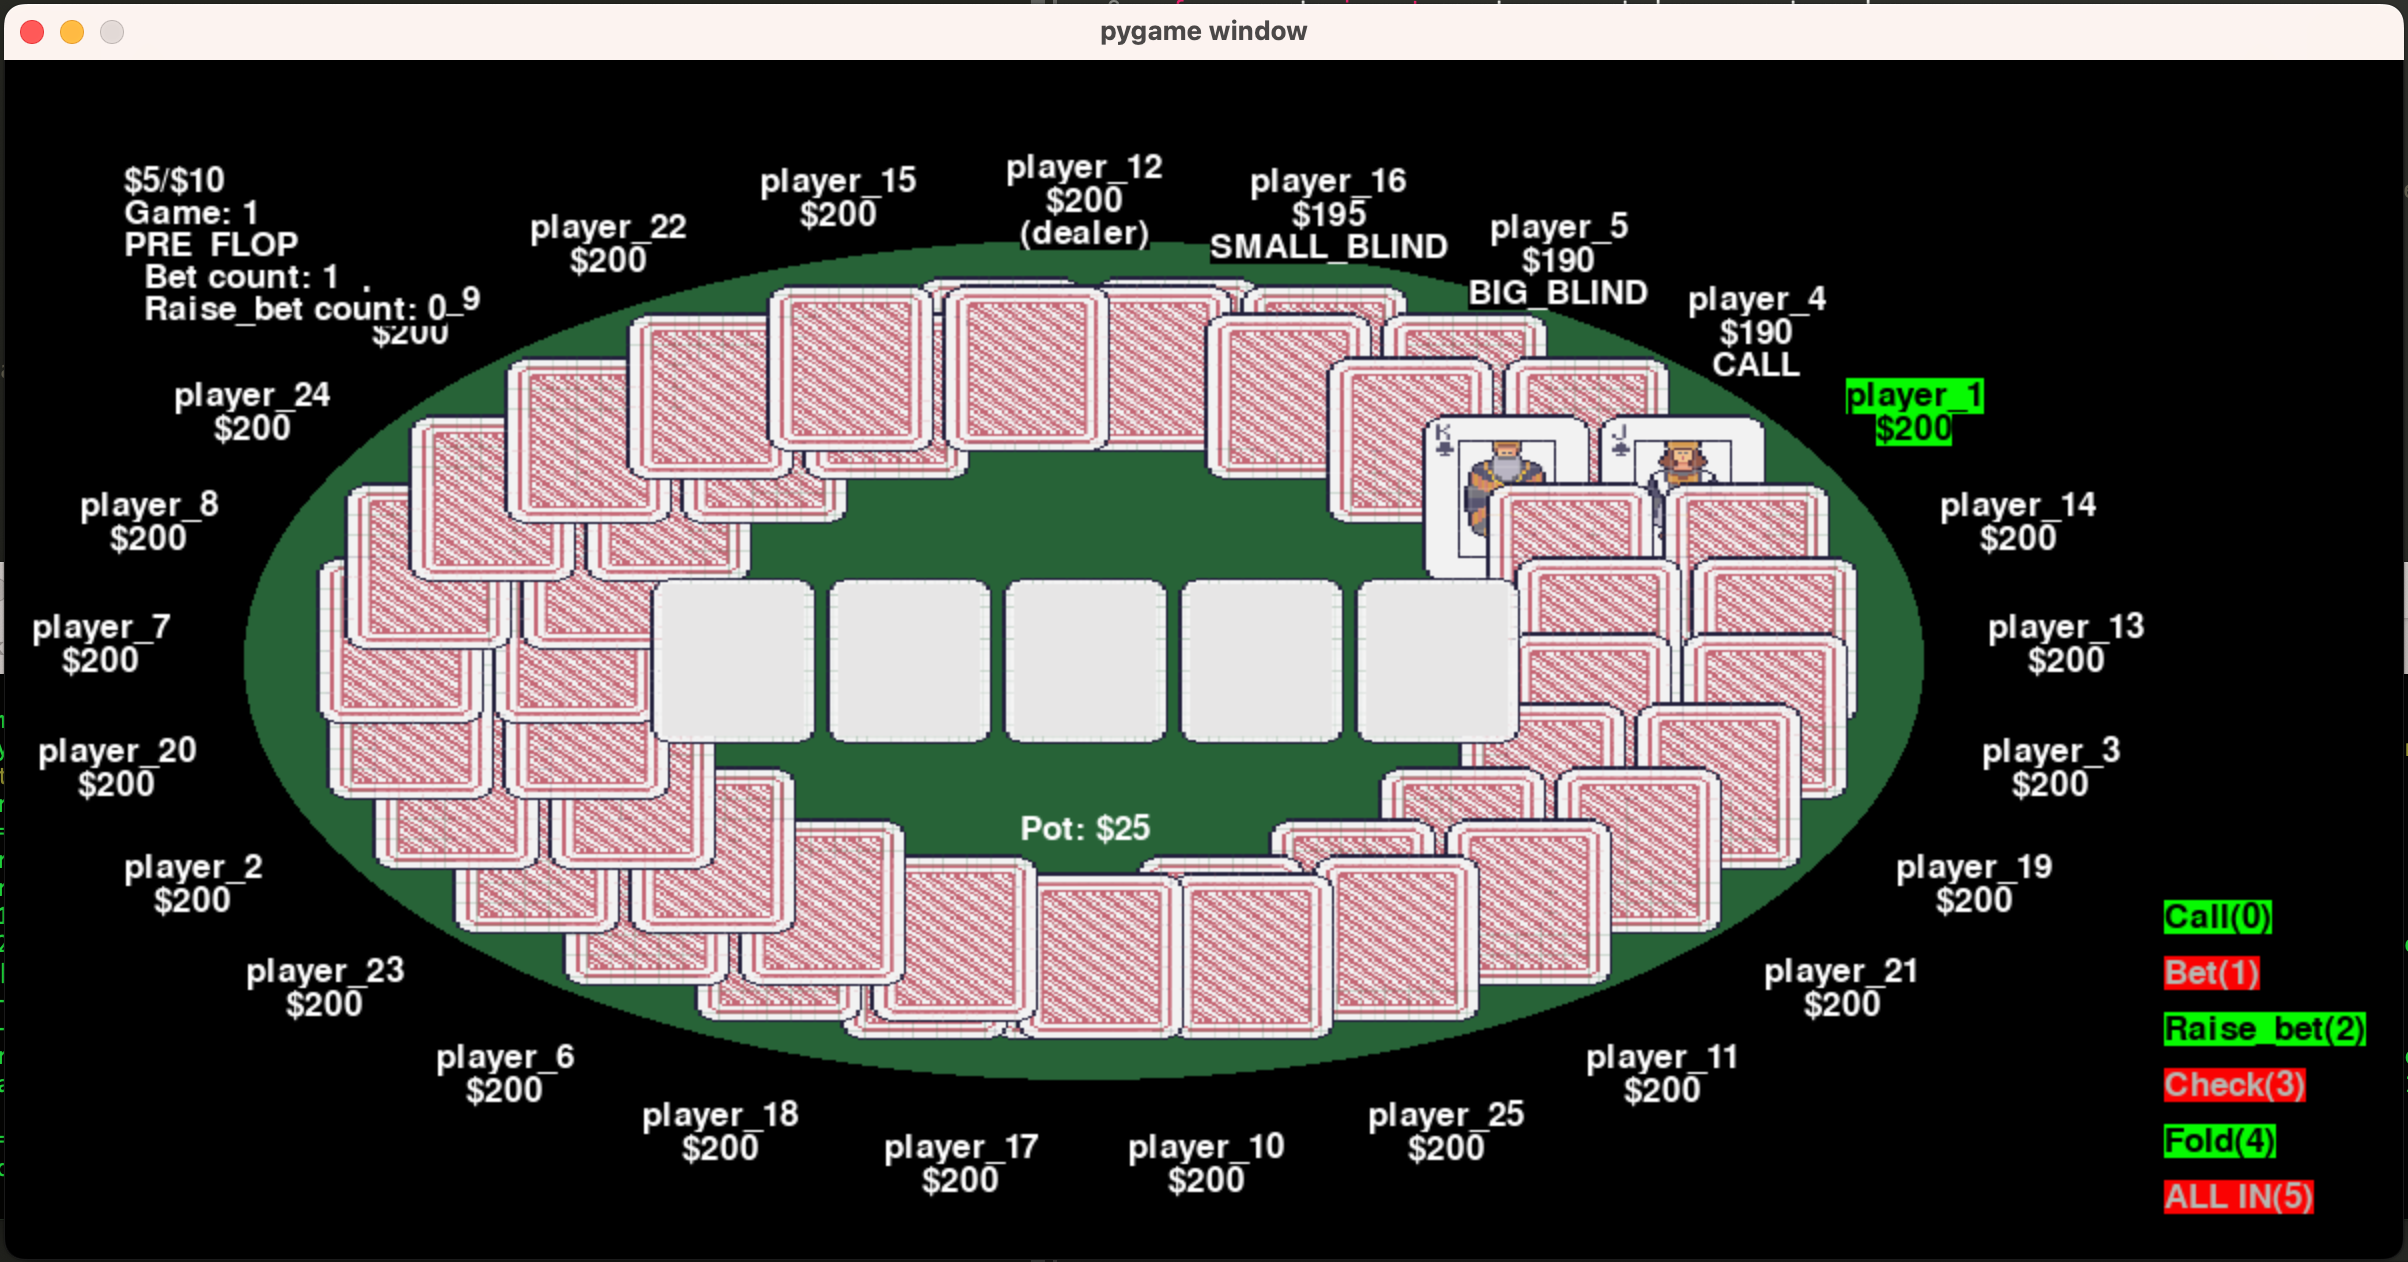 pygame window
$5/$10
Game: 1
PRE_FLOP
Bet count: 1
Raise_bet count: 0
_9
$200
player_22
$200
player_15
$200
player_12
$200
(dealer)
player_16
$195
SMALL_BLIND
player_5
$190
BIG_BLIND
player_4
$190
CALL
player_1
$200
K
J
player_24
$200
player_8
$200
player_14
$200
player_7
$200
player_13
$200
player_20
$200
player_3
$200
Pot: $25
player_2
$200
player_19
$200
player_23
$200
player_21
$200
player_6
$200
player_11
$200
player_18
$200
player_25
$200
player_17
$200
player_10
$200
Call(0)
Bet(1)
Raise_bet(2)
Check(3)
Fold(4)
ALL IN(5)